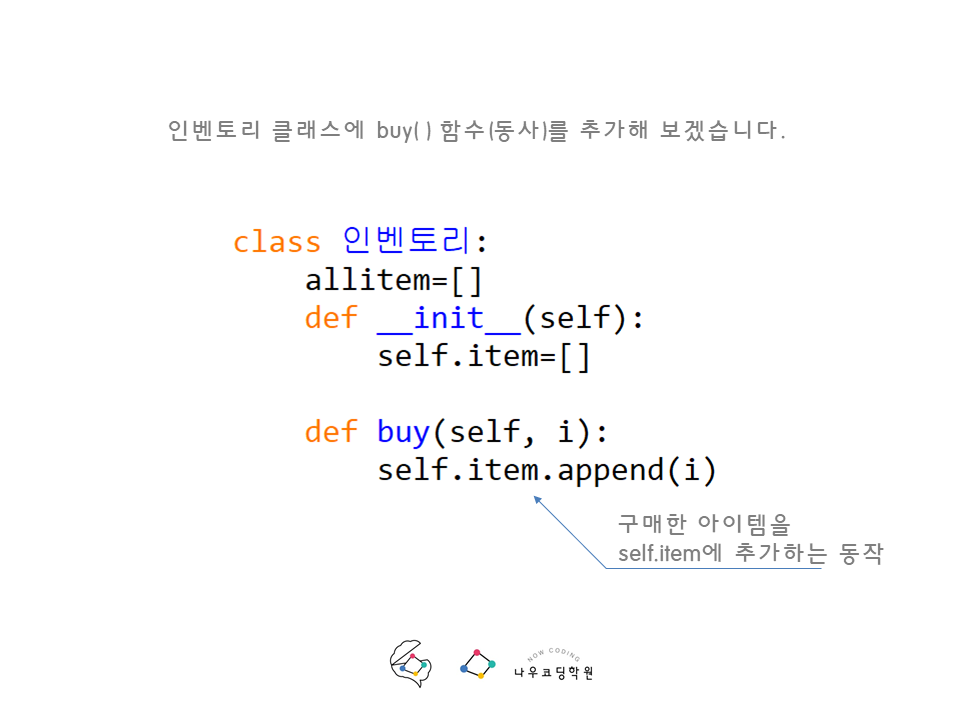 인벤토리 클래스에 buy( ) 함수(동사)를 추가해 보겠습니다.
class 인벤토리:
    allitem=[]
    def __init__(self):
        self.item=[]
    def buy(self, i):
        self.item.append(i)
구매한 아이템을
self.item에 추가하는 동작
NOW CODING
나우코딩학원